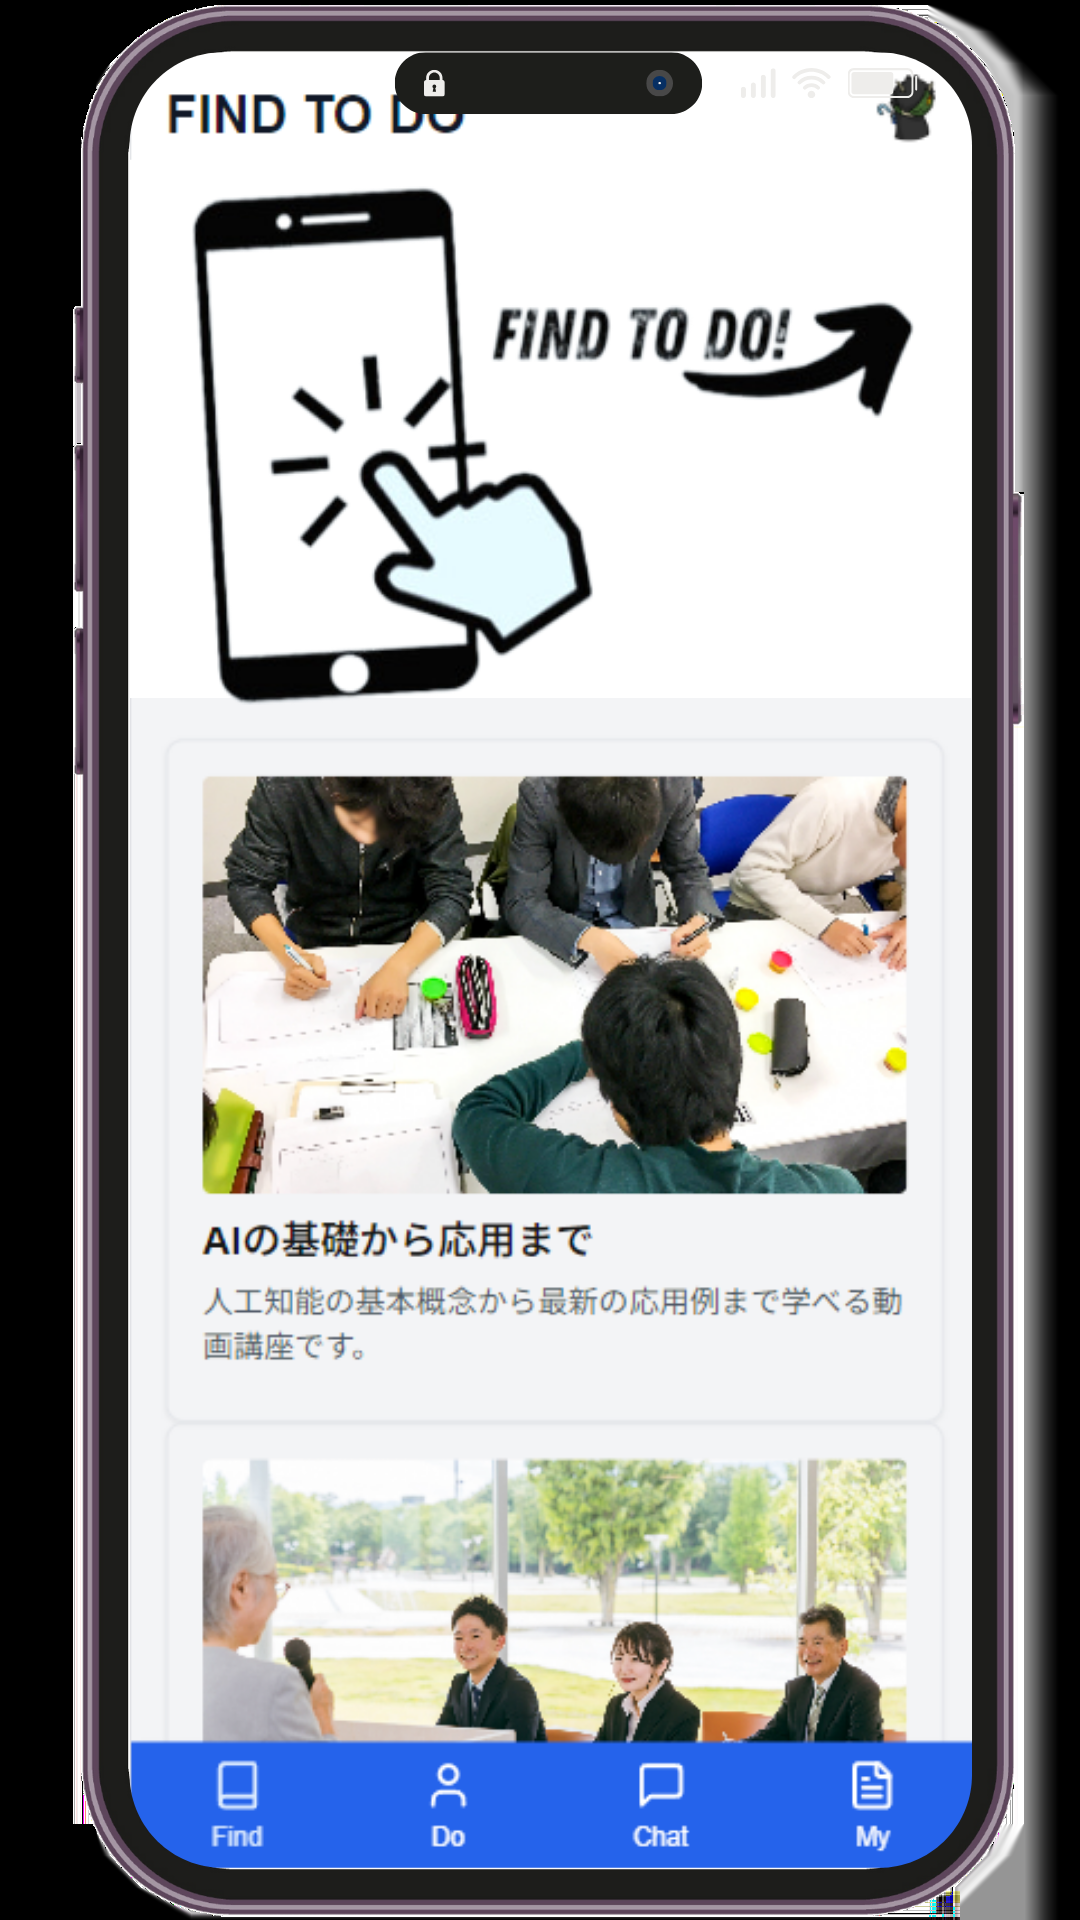 FIND TO DO
FIND TO DO!
AIの基礎から応用まで
人工知能の基本概念から最新の応用例まで学べる動
画講座です。
Find
Do
Chat
My